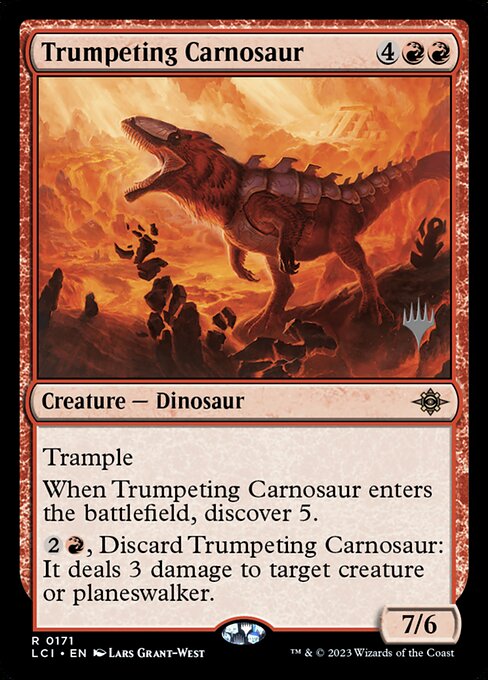 Trumpeting Carnosaur 4
Creature — Dinosaur
Trample
When Trumpeting Carnosaur enters
the battlefield, discover 5.
2 , Discard Trumpeting Carnosaur:
It deals 3 damage to target creature
or planeswalker.
7/6
R 0171
LCI • EN Lars Grant-West
™ & © 2023 Wizards of the Coast